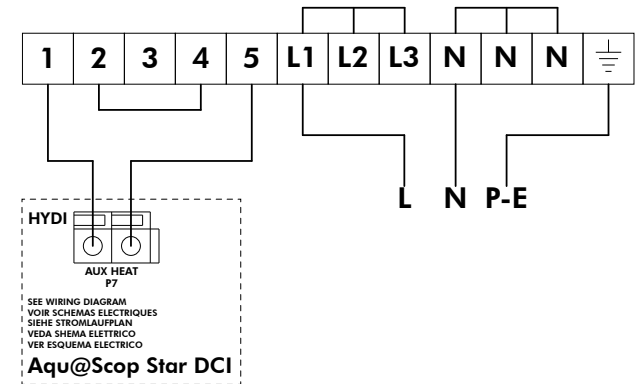 1 2 3 4 5 L1 L2 L3 N N N
L N P-E
HYDI
AUX HEAT
P7
SEE WIRING DIAGRAM
VOIR SCHEMAS ELECTRIQUES
SIEHE STROMLAUFPLAN
VEDA SHEMA ELETTRICO
VER ESQUEMA ELECTRICO
Aqu@Scop Star DCI